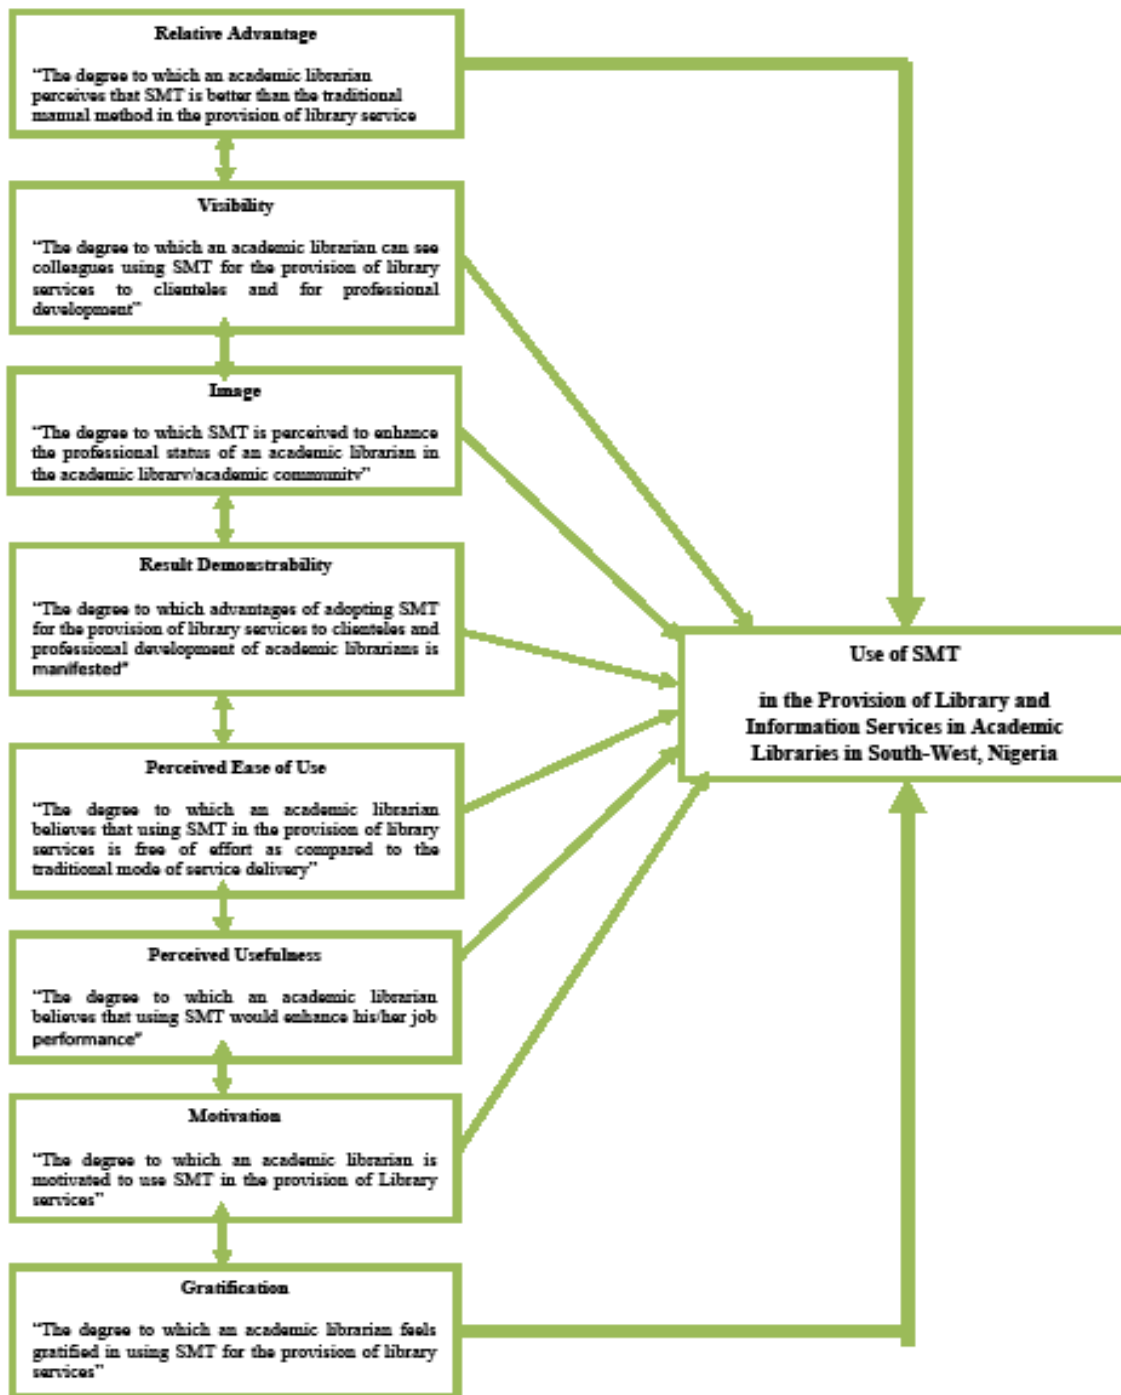 Relative Advantage
“The degree to which an academic librarian
perceives that SMT is better than the traditional
manual method in the provision of library service
Visibility
“The degree to which an academic librarian can see
colleagues using SMT for the provision of library
services to clienteles and for professional
development”
Image
“The degree to which SMT is perceived to enhance
the professional status of an academic librarian in
the academic library/academic community”
Result Demonstrability
“The degree to which advantages of adopting SMT
for the provision of library services to clienteles and
professional development of academic librarians is
manifested”
Perceived Ease of Use
“The degree to which an academic librarian
believes that using SMT in the provision of library
services is free of effort as compared to the
traditional mode of service delivery”
Perceived Usefulness
“The degree to which an academic librarian
believes that using SMT would enhance his/her job
performance”
Motivation
“The degree to which an academic librarian is
motivated to use SMT in the provision of Library
services”
Gratification
“The degree to which an academic librarian feels
gratified in using SMT for the provision of library
services”
Use of SMT
in the Provision of Library and
Information Services in Academic
Libraries in South-West, Nigeria